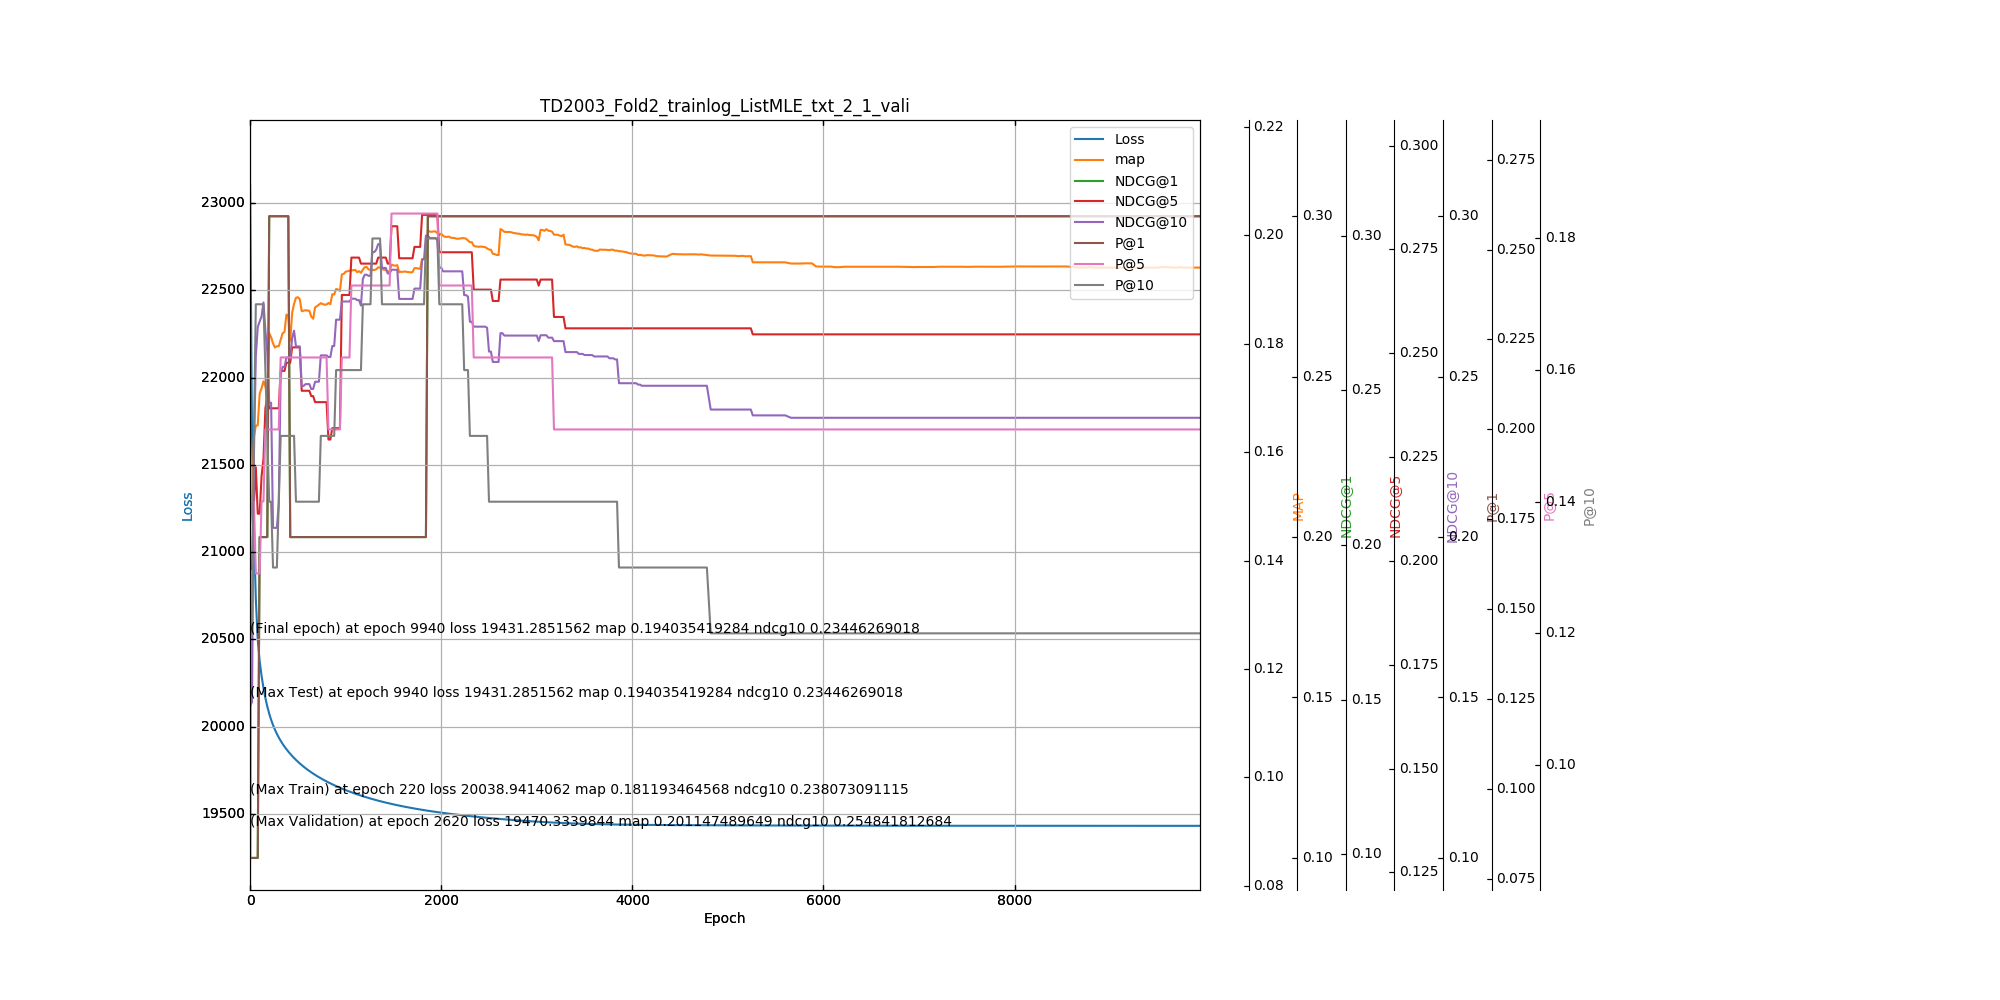 TD2003_Fold2_trainlog_ListMLE_txt_2_1_vali
Loss
map
NDCG@1
NDCG@5
NDCG@10
P@1
P@5
P@10
23000
22500
22000
21500
21000
20500
20000
19500
Loss
(Final epoch) at epoch 9940 loss 19431.2851562 map 0.194035419284 ndcg10 0.23446269018
(Max Test) at epoch 9940 loss 19431.2851562 map 0.194035419284 ndcg10 0.23446269018
(Max Train) at epoch 220 loss 20038.9414062 map 0.181193464568 ndcg10 0.238073091115
(Max Validation) at epoch 2620 loss 19470.3339844 map 0.201147489649 ndcg10 0.254841812684
0 2000 4000 6000 8000
Epoch
0.22
0.20
0.18
0.16
0.14
0.12
0.10
0.08
MAP
0.30
0.25
0.20
0.15
0.10
NDCG@1
0.30
0.25
0.20
0.15
0.10
NDCG@5
0.300
0.275
0.250
0.225
0.200
0.175
0.150
0.125
NDCG@10
0.30
0.25
0.20
0.15
0.10
P@1
0.275
0.250
0.225
0.200
0.175
0.150
0.125
0.100
0.075
P@5
0.18
0.16
0.14
0.12
0.10
P@10